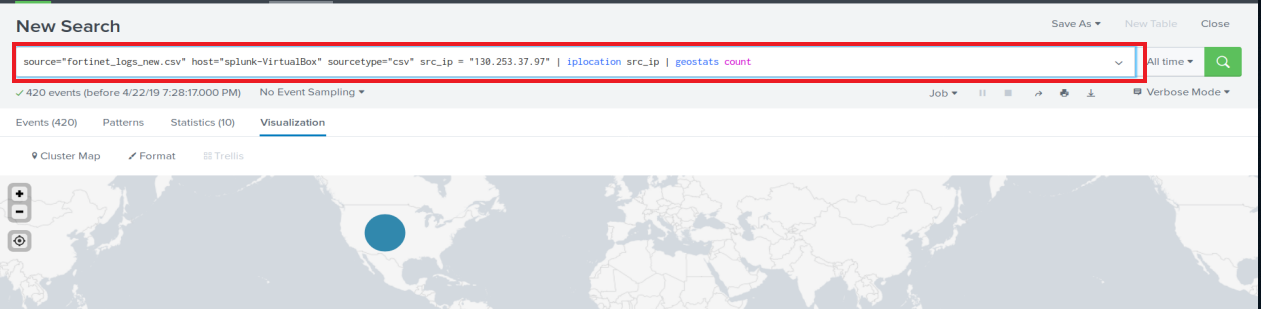 New Search
Save As ▾ New Table Close
source="fortinet_logs_new.csv" host="splunk-VirtualBox" sourcetype="csv" src_ip = "130.253.37.97" | iplocation src_ip | geostats count
All time ▾
✓ 420 events (before 4/22/19 7:28:17.000 PM) No Event Sampling ▾
Job ▾ Verbose Mode ▾
Events (420) Patterns Statistics (10) Visualization
Cluster Map Format Trellis
+
−